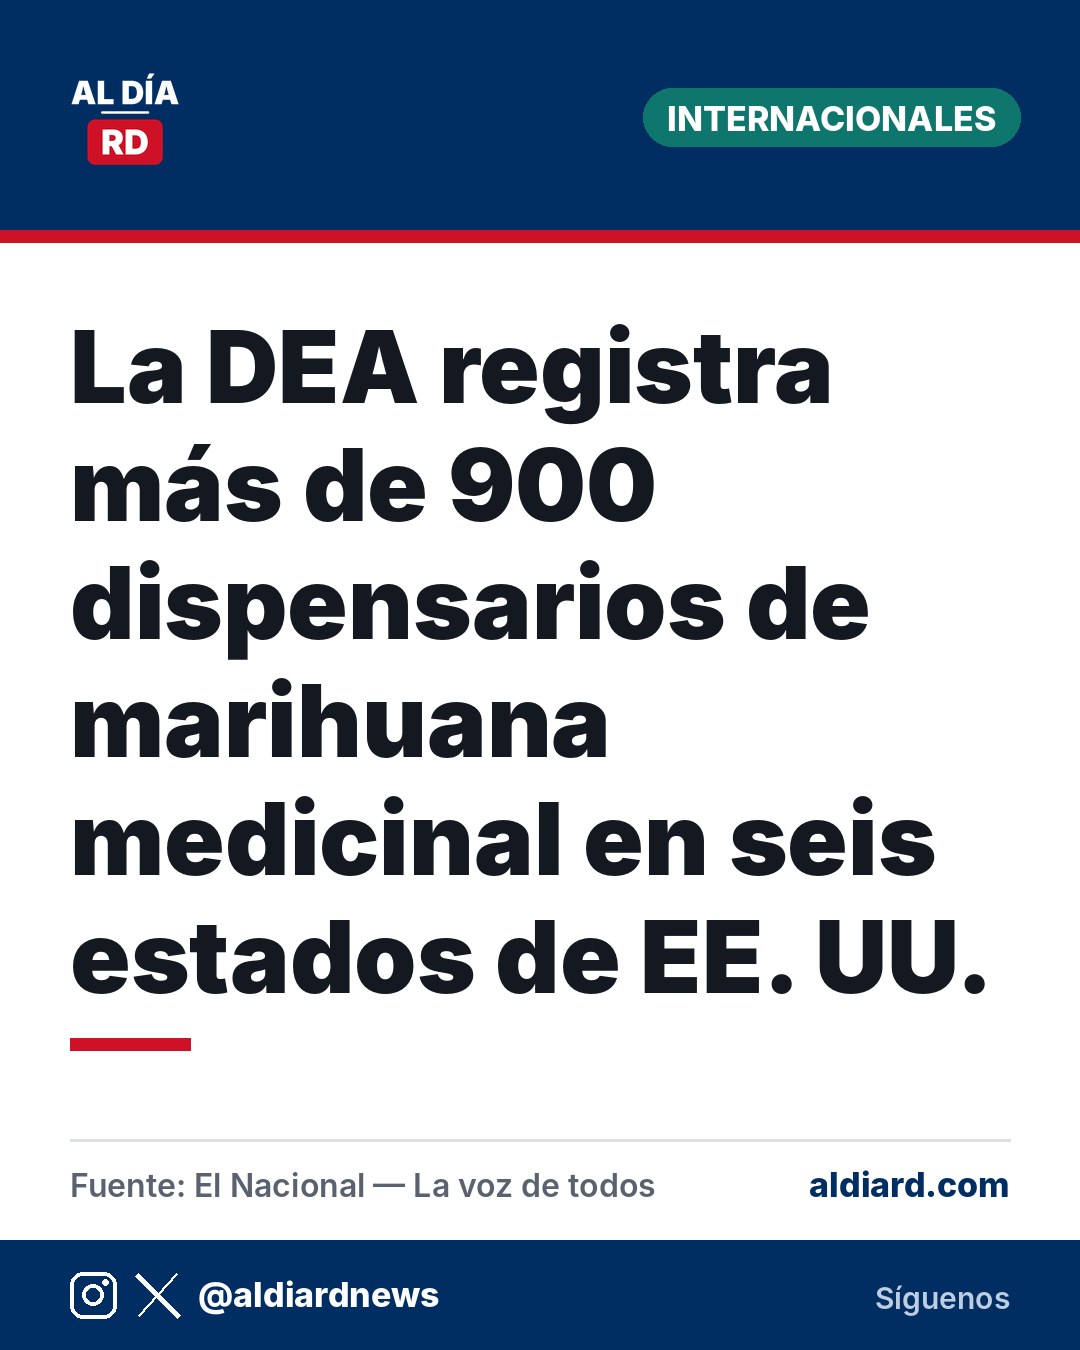 AL DÍA
RD
INTERNACIONALES
La DEA registra
más de 900
dispensarios de
marihuana
medicinal en seis
estados de EE. UU.
Fuente: El Nacional — La voz de todos
aldiard.com
@aldiardnews
Síguenos